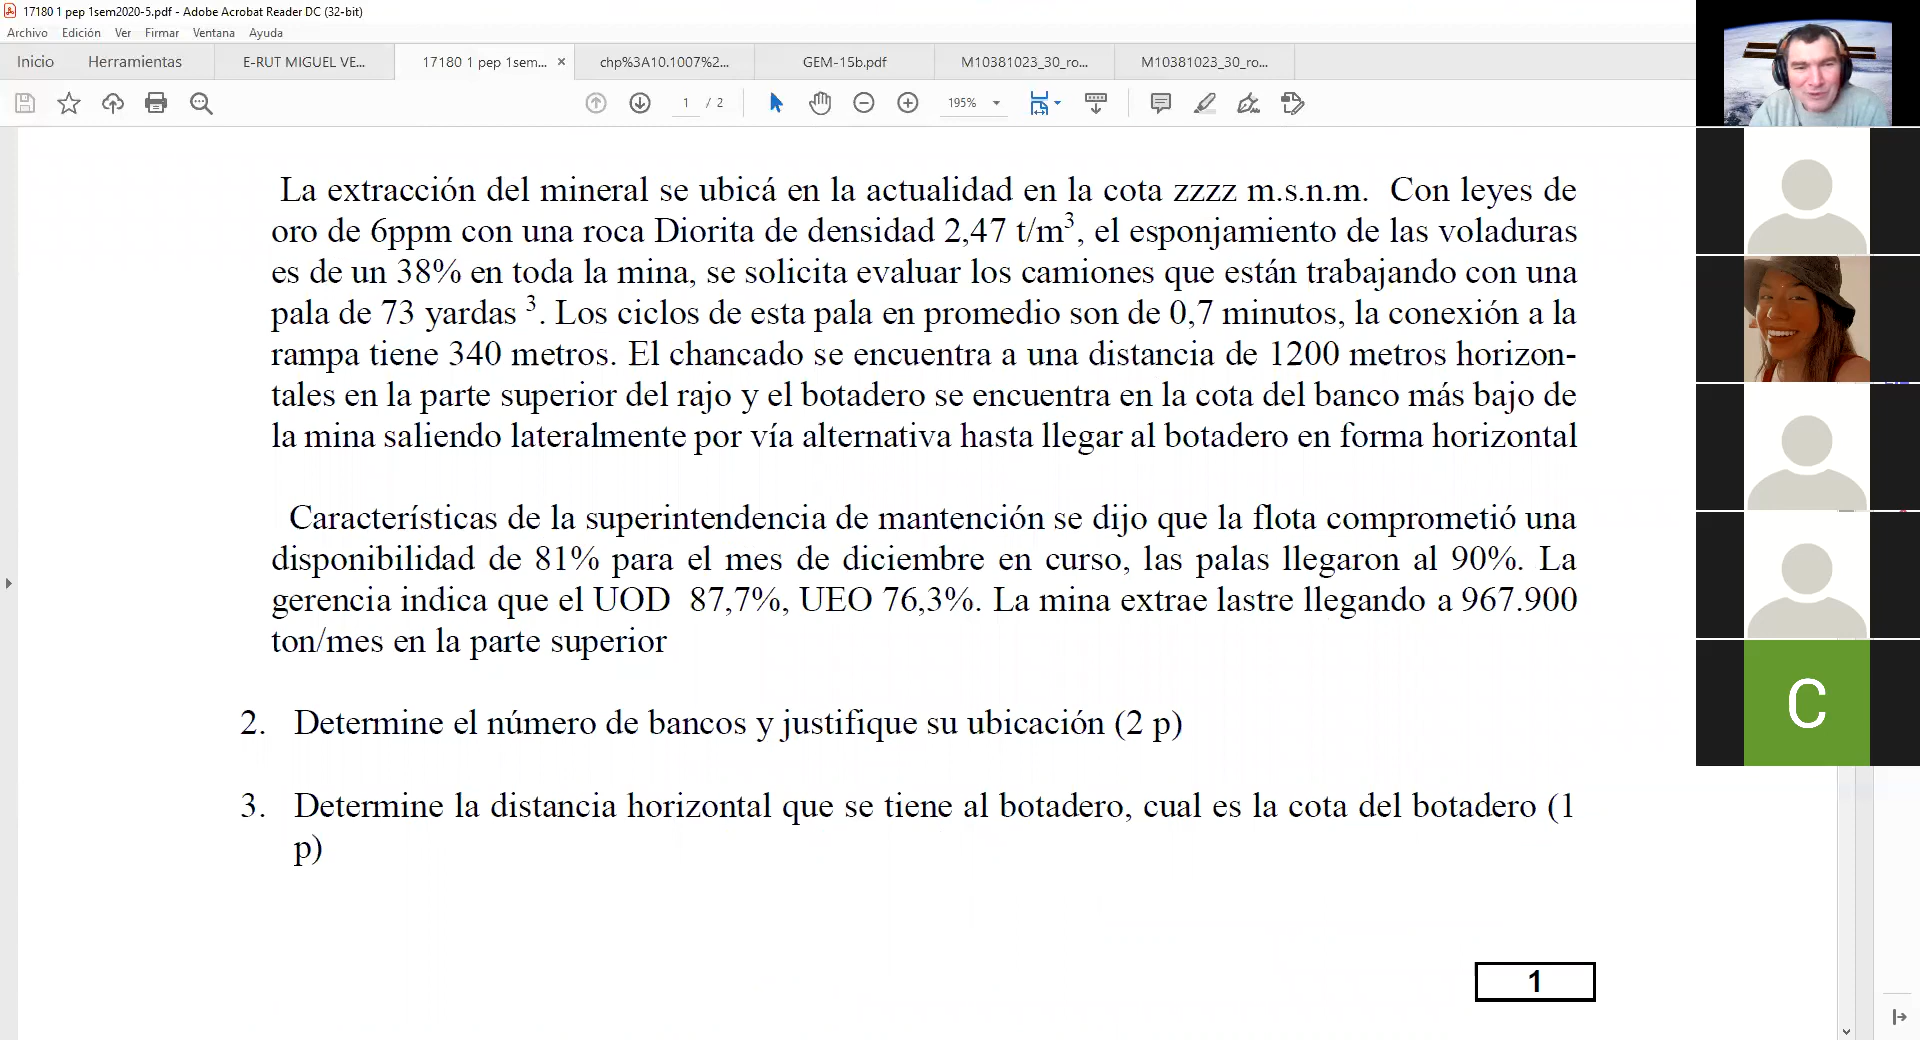 17180 1 pep 1sem2020-5.pdf - Adobe Acrobat Reader DC (32-bit)
Archivo Edición Ver Firmar Ventana Ayuda
Inicio Herramientas E-RUT MIGUEL VE... 17180 1 pep 1sem... × chp%3A10.1007%2... GEM-15b.pdf M10381023_30_ro... M10381023_30_ro...
1 / 2 195%
La extracción del mineral se ubicá en la actualidad en la cota zzzz m.s.n.m. Con leyes de
oro de 6ppm con una roca Diorita de densidad 2,47 t/m³, el esponjamiento de las voladuras
es de un 38% en toda la mina, se solicita evaluar los camiones que están trabajando con una
pala de 73 yardas ³. Los ciclos de esta pala en promedio son de 0,7 minutos, la conexión a la
rampa tiene 340 metros. El chancado se encuentra a una distancia de 1200 metros horizon-
tales en la parte superior del rajo y el botadero se encuentra en la cota del banco más bajo de
la mina saliendo lateralmente por vía alternativa hasta llegar al botadero en forma horizontal
Características de la superintendencia de mantención se dijo que la flota comprometió una
disponibilidad de 81% para el mes de diciembre en curso, las palas llegaron al 90%. La
gerencia indica que el UOD 87,7%, UEO 76,3%. La mina extrae lastre llegando a 967.900
ton/mes en la parte superior
2. Determine el número de bancos y justifique su ubicación (2 p)
3. Determine la distancia horizontal que se tiene al botadero, cual es la cota del botadero (1
p)
1
C